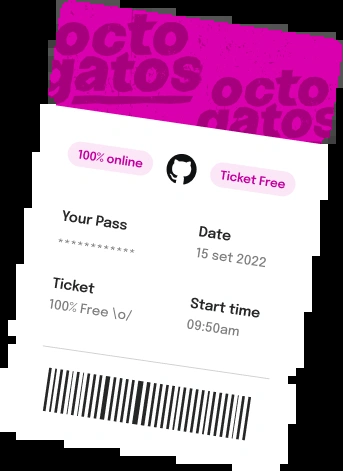 octo
gatos
octo
gatos
100% online
Ticket Free
Your Pass
************
Date
15 set 2022
Ticket
100% Free \o/
Start time
09:50am